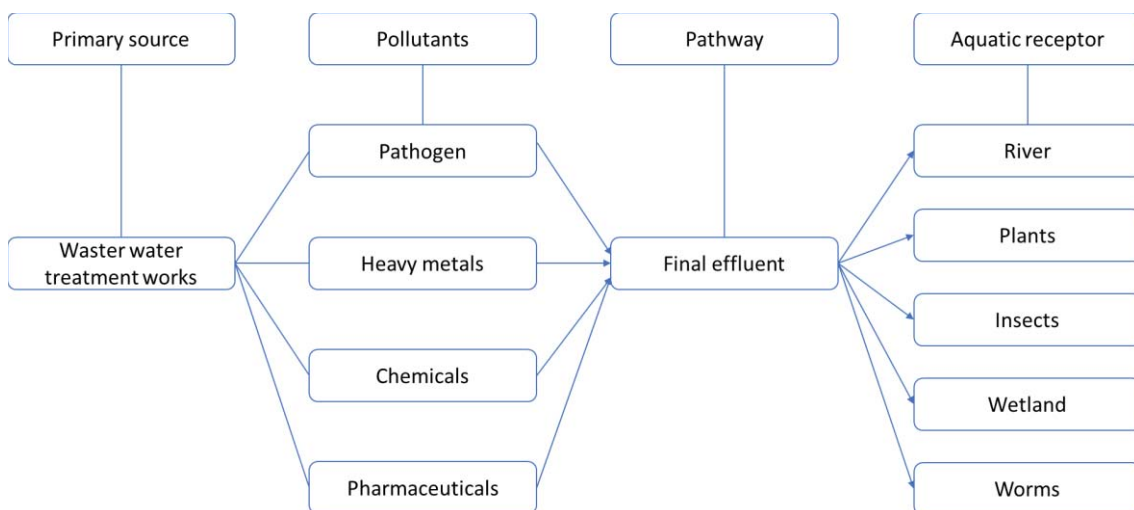 Primary source
Pollutants
Pathway
Aquatic receptor
Pathogen
River
Waster water
treatment works
Heavy metals
Final effluent
Plants
Insects
Chemicals
Wetland
Pharmaceuticals
Worms